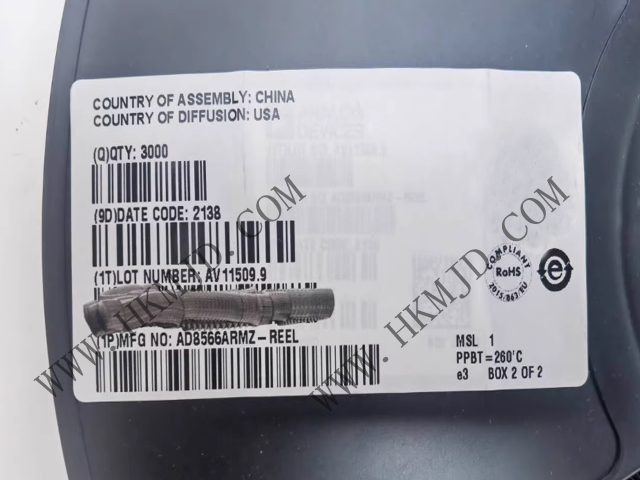 COUNTRY OF ASSEMBLY: CHINA
COUNTRY OF DIFFUSION: USA
(Q)QTY: 3000
(9D)DATE CODE: 2138
(1T)LOT NUMBER: AV11509.9
(1P)MFG NO: AD8566ARMZ-REEL
COMPLIANT
RoHS
2015/863/EU
e
MSL 1
PPBT=260'C
e3 BOX 2 OF 2
WWW.HKMJD.COM
WWW.HKMJD.COM